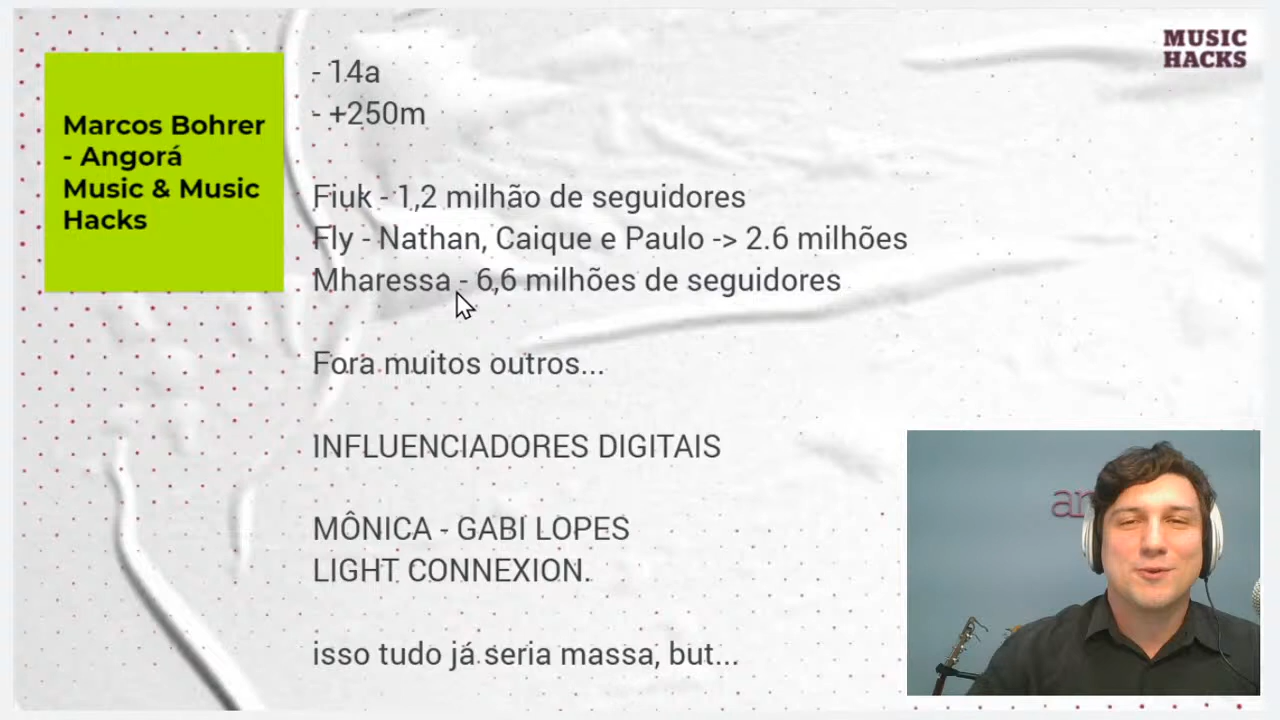 MUSIC
HACKS
Marcos Bohrer
- Angorá
Music & Music
Hacks
- 14a
- +250m
Fiuk - 1,2 milhão de seguidores
Fly - Nathan, Caique e Paulo -> 2.6 milhões
Mharessa - 6,6 milhões de seguidores
Fora muitos outros...
INFLUENCIADORES DIGITAIS
MÔNICA - GABI LOPES
LIGHT CONNEXION.
isso tudo já seria massa, but...